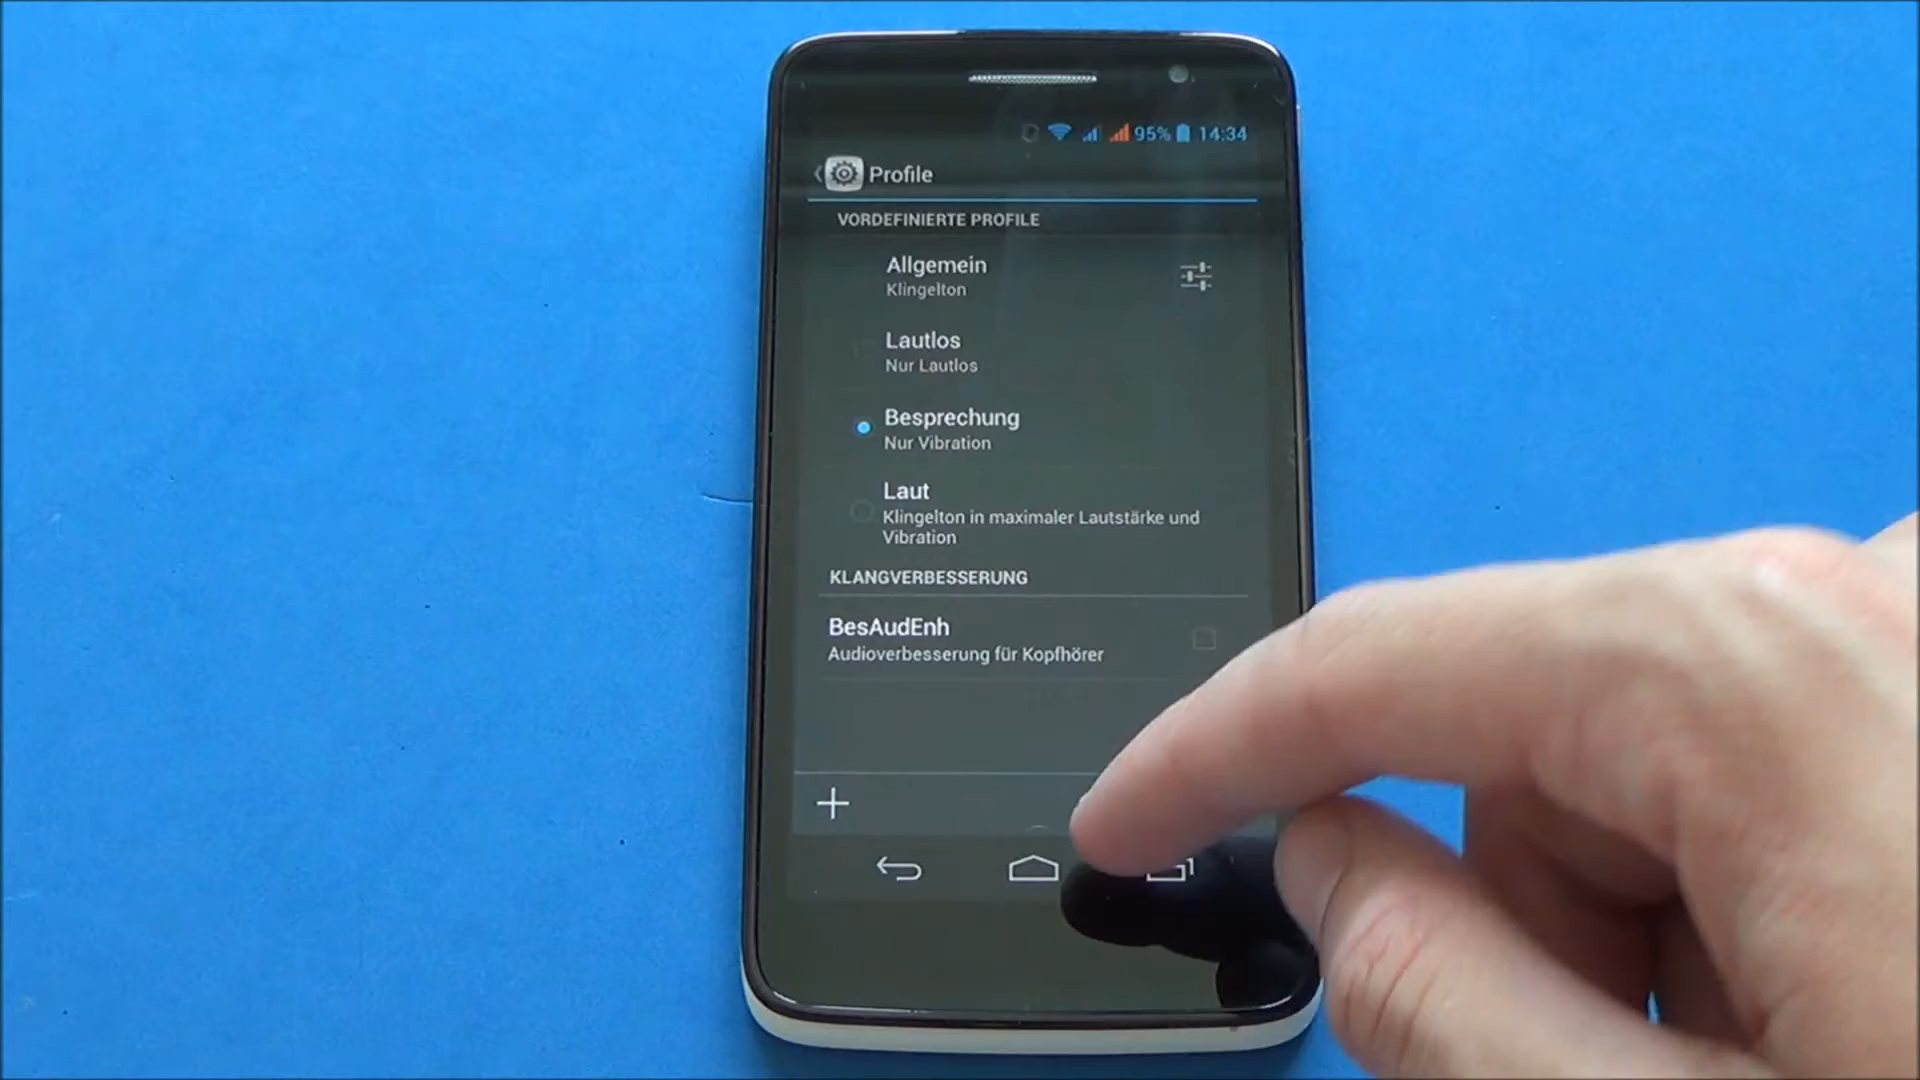 95% 14:34
Profile
VORDEFINIERTE PROFILE
Allgemein
Klingelton
Lautlos
Nur Lautlos
Besprechung
Nur Vibration
Laut
Klingelton in maximaler Lautstärke und
Vibration
KLANGVERBESSERUNG
BesAudEnh
Audioverbesserung für Kopfhörer